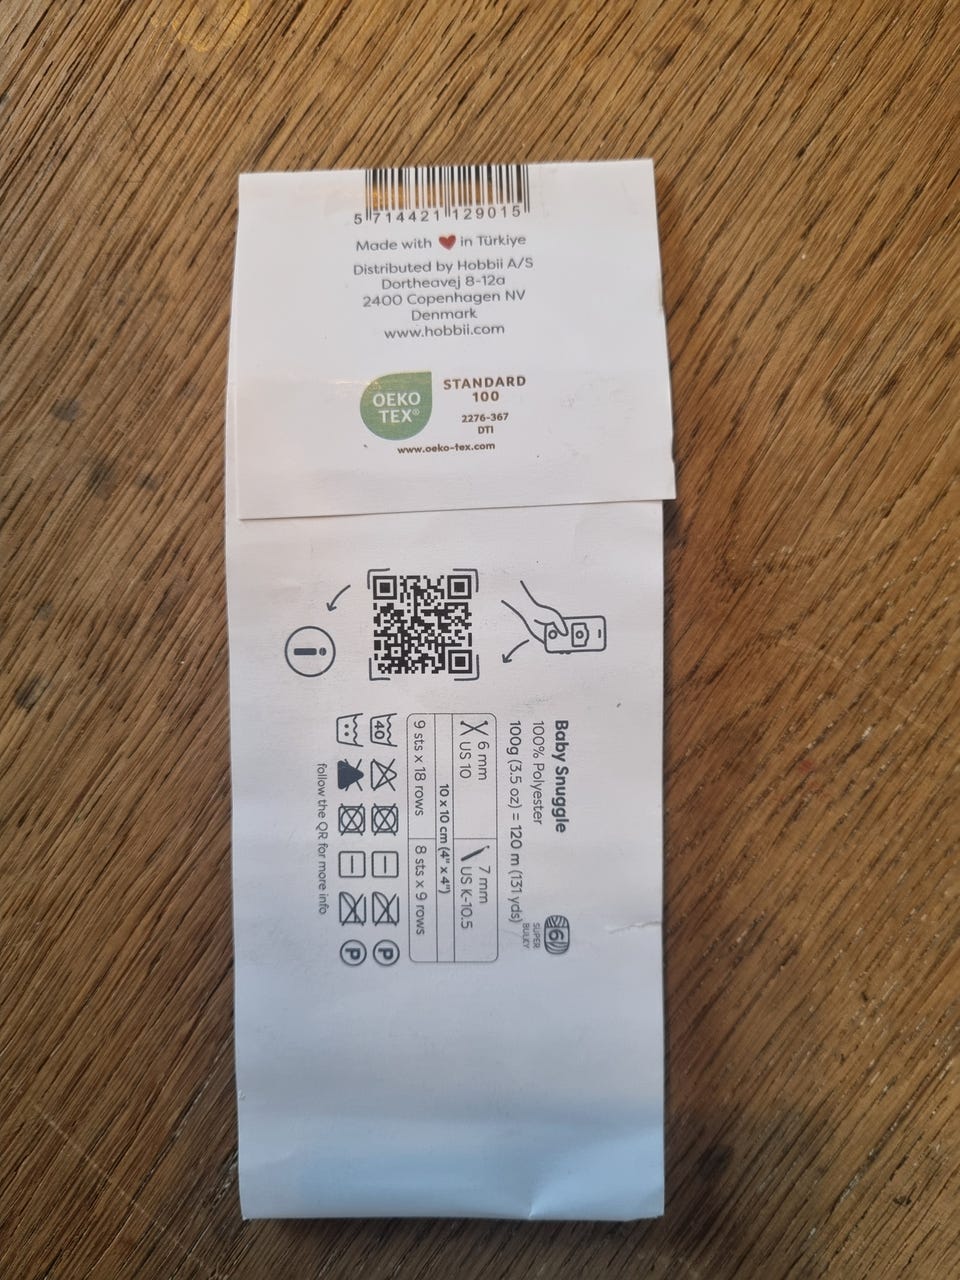 5 714421 129015
Made with ❤ in Türkiye
Distributed by Hobbii A/S
Dortheavej 8-12a
2400 Copenhagen NV
Denmark
www.hobbii.com
OEKO
TEX®
STANDARD
100
2276-367
DTI
www.oeko-tex.com
i
Baby Snuggle
100% Polyester
100g (3.5 oz) = 120 m (131 yds)
6
SUPER
BULKY
6 mm
US 10
7 mm
US K-10.5
10 x 10 cm (4" x 4")
9 sts x 18 rows
8 sts x 9 rows
40
P
P
follow the QR for more info